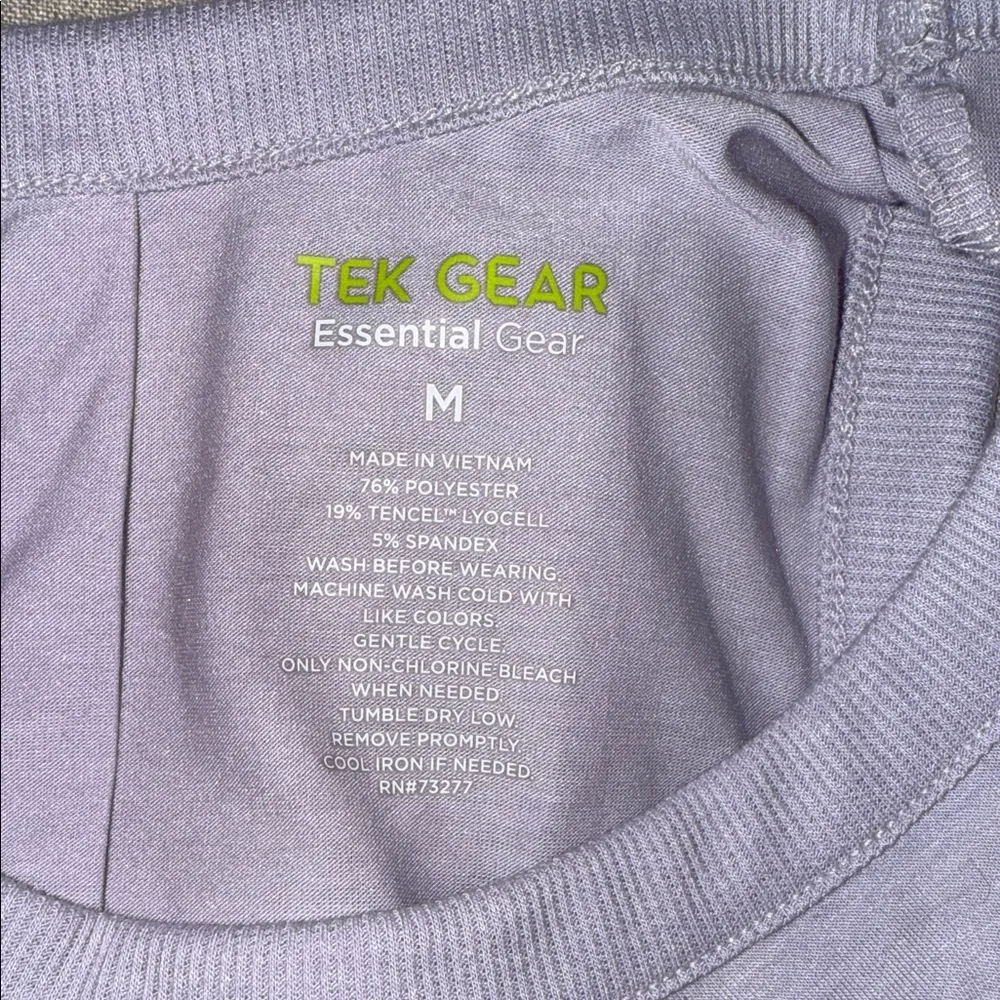 TEK GEAR
Essential Gear
M
MADE IN VIETNAM
76% POLYESTER
19% TENCEL™ LYOCELL
5% SPANDEX
WASH BEFORE WEARING,
MACHINE WASH COLD WITH
LIKE COLORS.
GENTLE CYCLE,
ONLY NON-CHLORINE BLEACH
WHEN NEEDED,
TUMBLE DRY LOW,
REMOVE PROMPTLY,
COOL IRON IF NEEDED
RN#73277